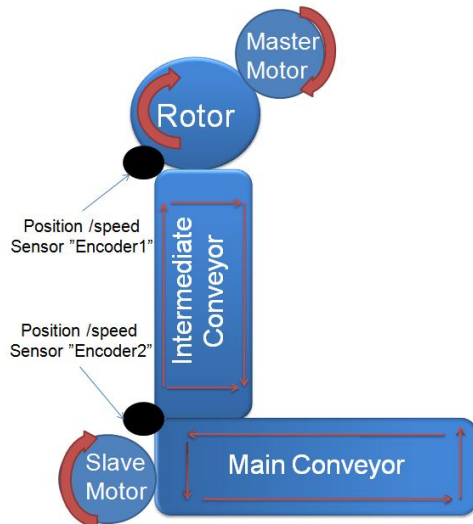 Master
Motor
Rotor
Position /speed
Sensor ”Encoder1”
Intermediate
Conveyor
Position /speed
Sensor ”Encoder2”
Slave
Motor
Main Conveyor